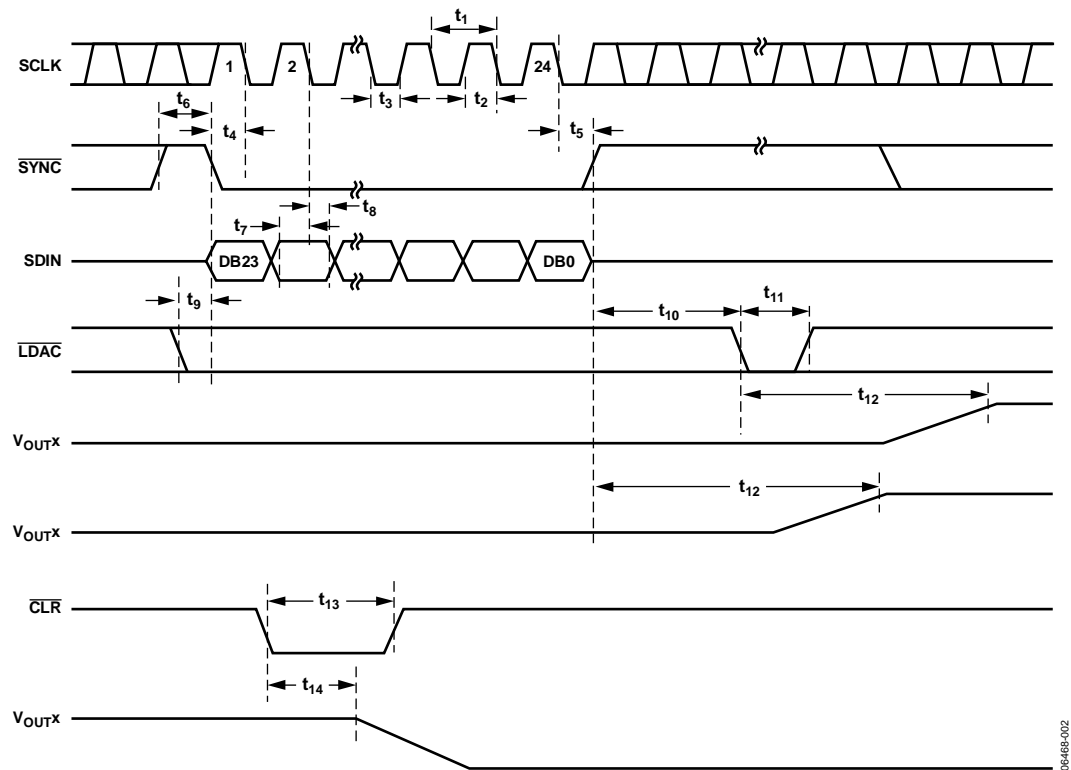 t1
SCLK
1
2
24
t6
t4
t3
t2
t5
SYNC
t8
t7
SDIN
DB23
DB0
t9
t10
t11
LDAC
t12
VOUTX
t12
VOUTX
CLR
t13
t14
VOUTX
06468-002